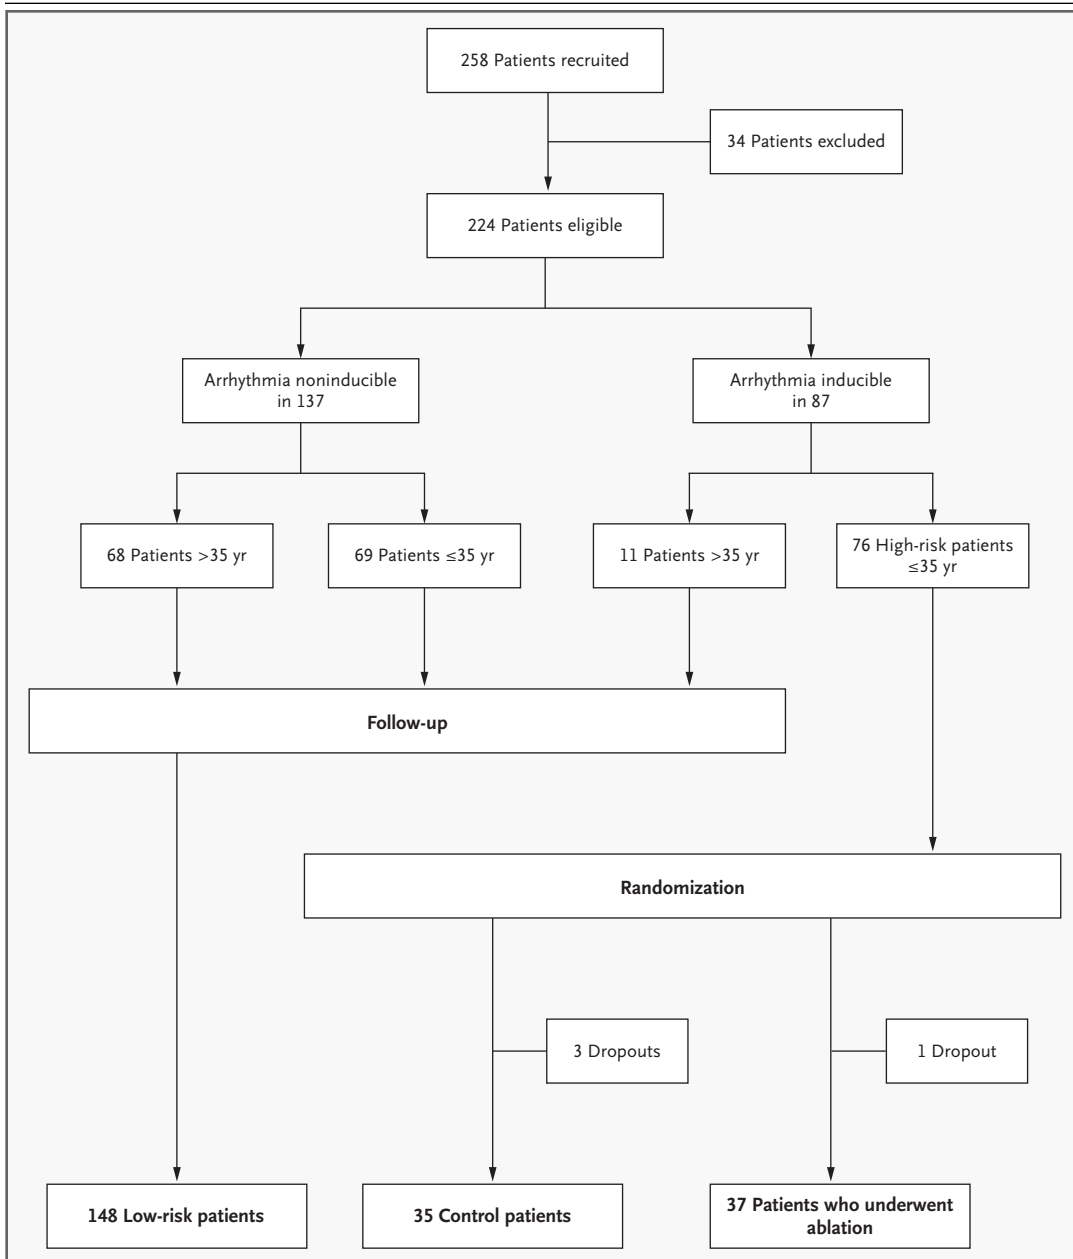 258 Patients recruited
34 Patients excluded
224 Patients eligible
Arrhythmia noninducible
in 137
Arrhythmia inducible
in 87
68 Patients >35 yr
69 Patients ≤35 yr
11 Patients >35 yr
76 High-risk patients
≤35 yr
Follow-up
Randomization
3 Dropouts
1 Dropout
148 Low-risk patients
35 Control patients
37 Patients who underwent
ablation